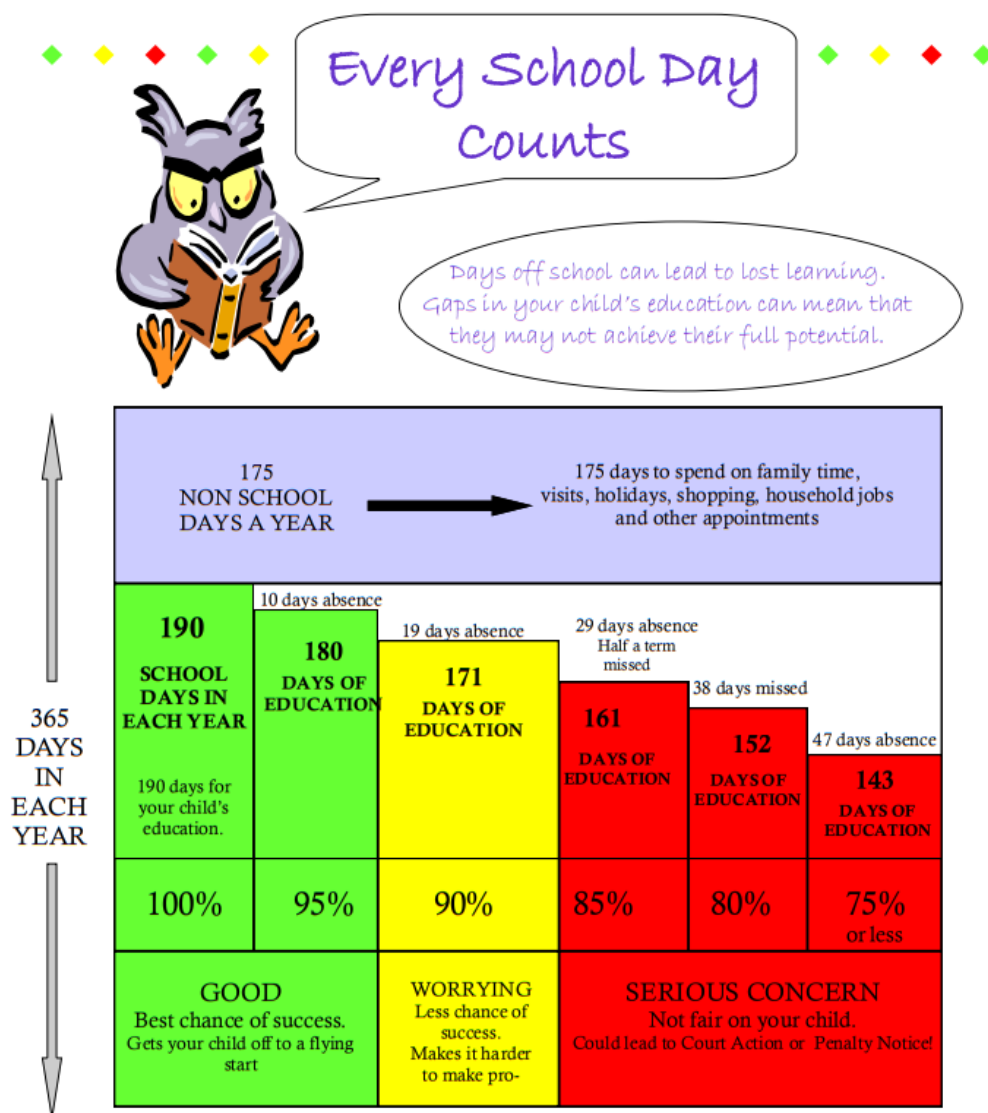 Every School Day
Counts
Days off school can lead to lost learning.
Gaps in your child's education can mean that
they may not achieve their full potential.
175
NON SCHOOL
DAYS A YEAR
175 days to spend on family time,
visits, holidays, shopping, household jobs
and other appointments
365
DAYS
IN
EACH
YEAR
190
SCHOOL
DAYS IN
EACH YEAR
190 days for
your child's
education.
10 days absence
180
DAYS OF
EDUCATION
19 days absence
171
DAYS OF
EDUCATION
29 days absence
Half a term
missed
161
DAYS OF
EDUCATION
38 days missed
152
DAYS OF
EDUCATION
47 days absence
143
DAYS OF
EDUCATION
100%
95%
90%
85%
80%
75%
or less
GOOD
Best chance of success.
Gets your child off to a flying
start
WORRYING
Less chance of
success.
Makes it harder
to make pro-
SERIOUS CONCERN
Not fair on your child.
Could lead to Court Action or Penalty Notice!